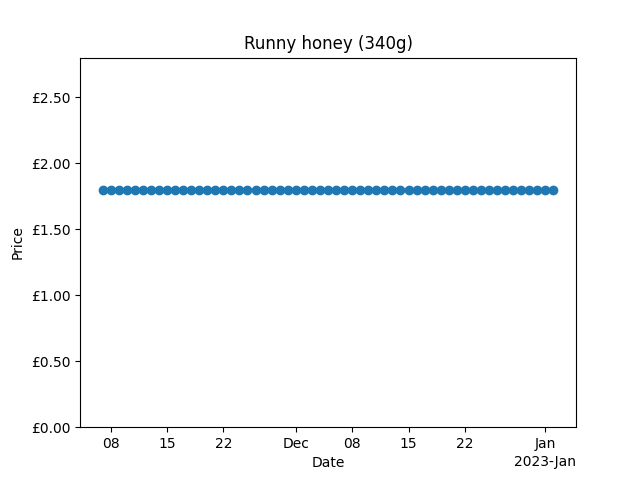 Runny honey (340g)
£2.50
£2.00
£1.50
£1.00
£0.50
£0.00
Price
08 15 22 Dec 08 15 22 Jan
2023-Jan
Date